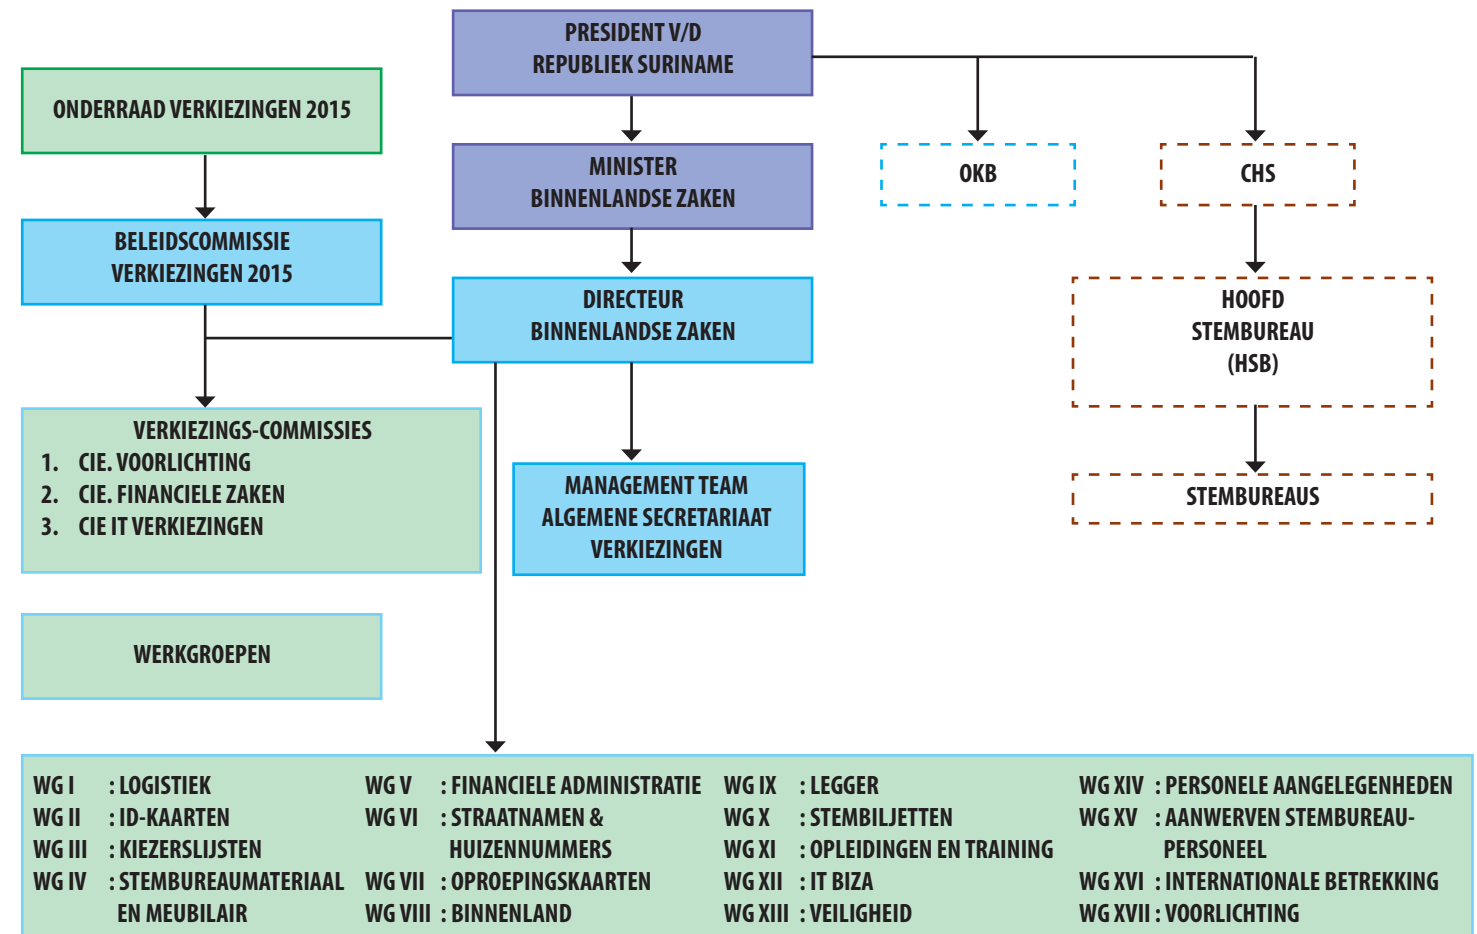 PRESIDENT V/D
REPUBLIEK SURINAME
ONDERRAAD VERKIEZINGEN 2015
MINISTER
BINNENLANDSE ZAKEN
OKB
CHS
BELEIDSCOMMISSIE
VERKIEZINGEN 2015
DIRECTEUR
BINNENLANDSE ZAKEN
HOOFD
STEMBUREAU
(HSB)
VERKIEZINGS-COMMISSIES
1. CIE. VOORLICHTING
2. CIE. FINANCIELE ZAKEN
3. CIE IT VERKIEZINGEN
MANAGEMENT TEAM
ALGEMENE SECRETARIAAT
VERKIEZINGEN
STEMBUREAUS
WERKGROEPEN
WG I : LOGISTIEK
WG II : ID-KAARTEN
WG III : KIEZERSLIJSTEN
WG IV : STEMBUREAUMATERIAAL
EN MEUBILAIR
WG V : FINANCIELE ADMINISTRATIE
WG VI : STRAATNAMEN &
HUIZENNUMMERS
WG VII : OPROEPINGSKAARTEN
WG VIII : BINNENLAND
WG IX : LEGGER
WG X : STEMBILJETTEN
WG XI : OPLEIDINGEN EN TRAINING
WG XII : IT BIZA
WG XIII : VEILIGHEID
WG XIV : PERSONELE AANGELEGENHEDEN
WG XV : AANWERVEN STEMBUREAU-
PERSONEEL
WG XVI : INTERNATIONALE BETREKKING
WG XVII : VOORLICHTING